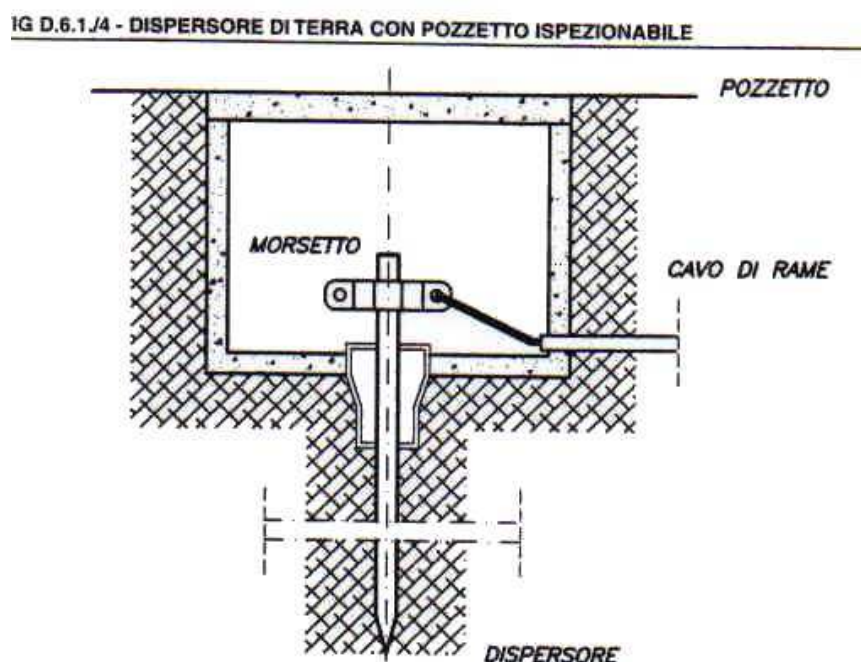 IG D.6.1./4 - DISPERSORE DI TERRA CON POZZETTO ISPEZIONABILE
POZZETTO
MORSETTO
CAVO DI RAME
DISPERSORE